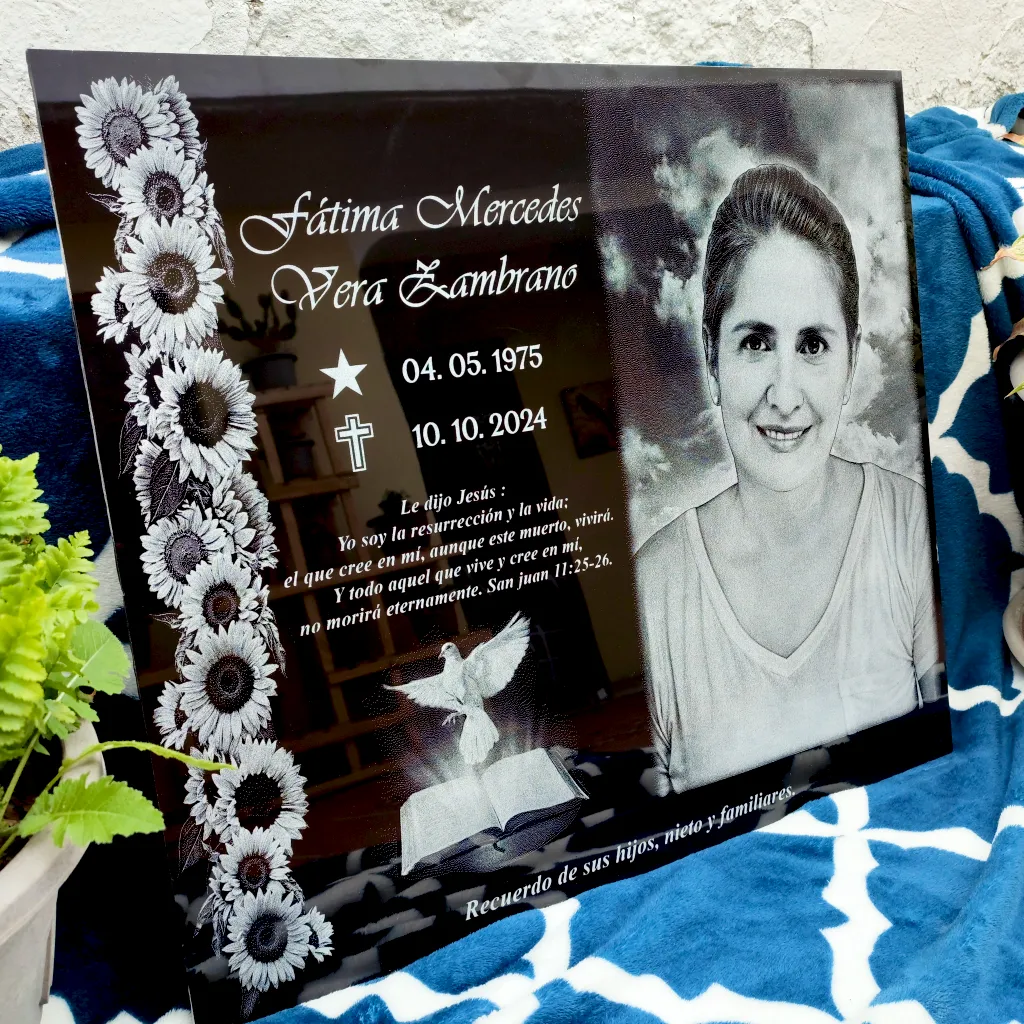 Fátima Mercedes
Vera Zambrano
04. 05. 1975
10. 10. 2024
Le dijo Jesús :
Yo soy la resurrección y la vida;
el que cree en mí, aunque este muerto, vivirá.
Y todo aquel que vive y cree en mí,
no morirá eternamente. San juan 11:25-26.
Recuerdo de sus hijos, nieto y familiares.